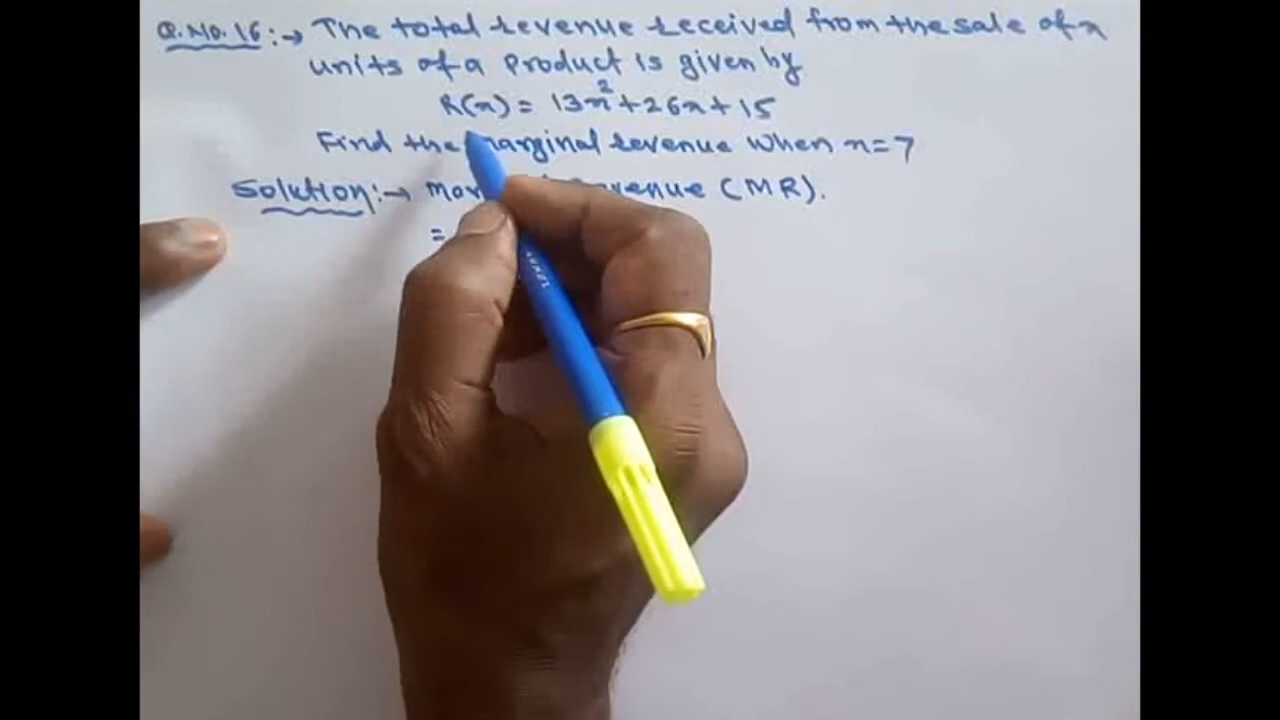 Q.No.16:→ The total revenue received from the sale of x
units of a product is given by
R(x) = 13x²+26x+15
Find the marginal revenue when x=7
Solution:→ (MR).
=